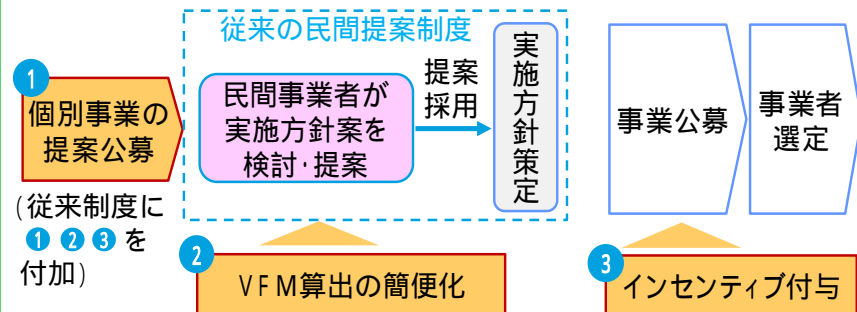 従来の民間提案制度
1
個別事業の
提案公募
民間事業者が
実施方針案を
検討・提案
提案
採用
実施方針策定
事業公募
事業者
選定
(従来制度に
1 2 3 を
付加)
2
VFM算出の簡便化
3
インセンティブ付与